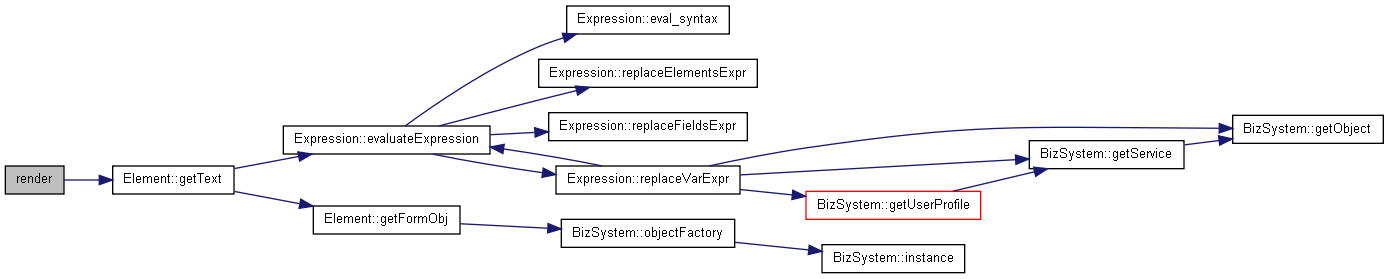 Expression::eval_syntax
Expression::replaceElementsExpr
Expression::replaceFieldsExpr
BizSystem::getObject
Expression::evaluateExpression
BizSystem::getService
render
Element::getText
Expression::replaceVarExpr
BizSystem::getUserProfile
Element::getFormObj
BizSystem::objectFactory
BizSystem::instance